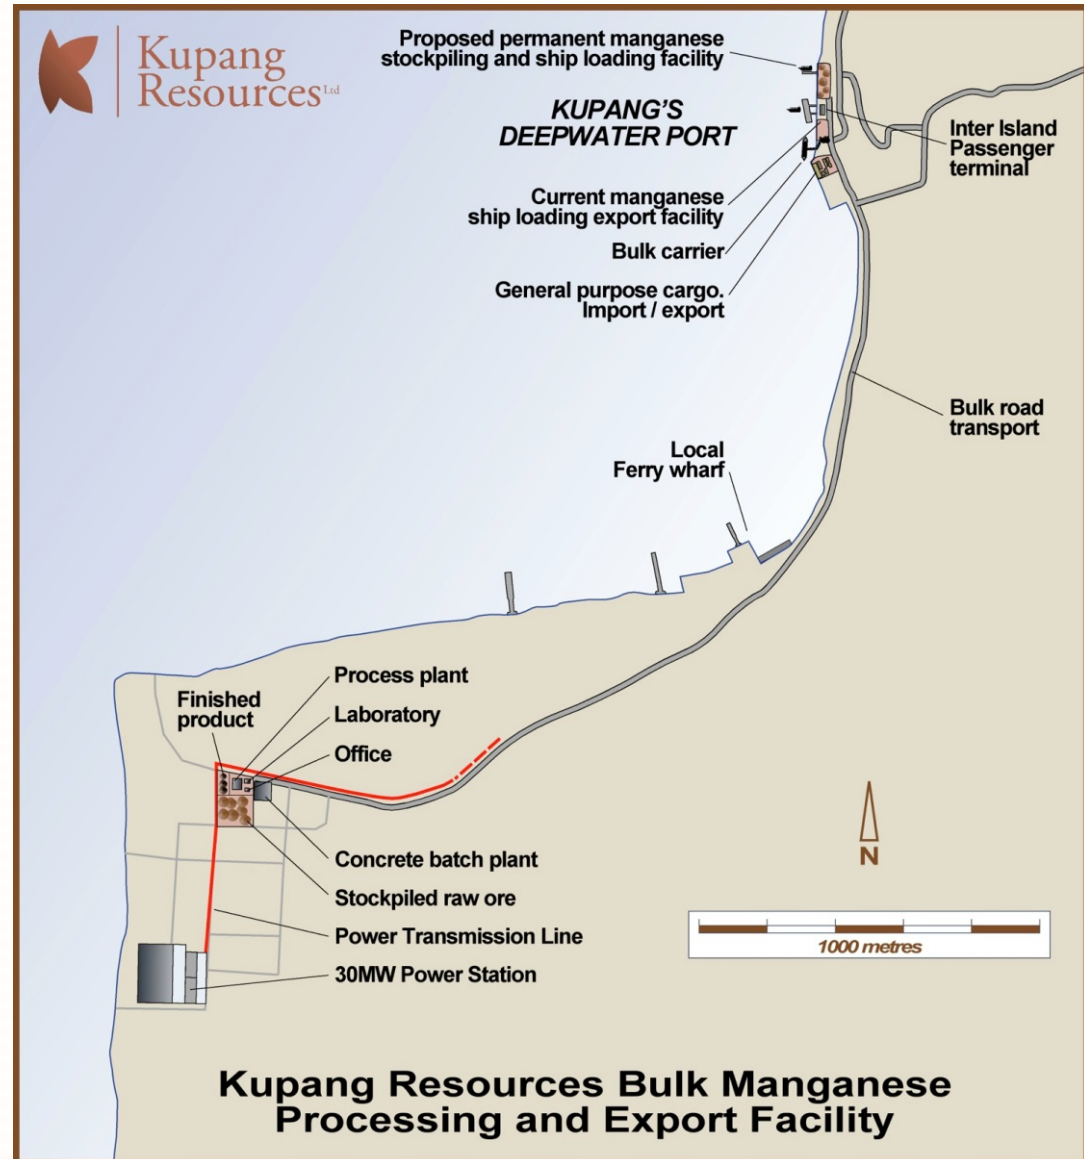 Kupang
Resources Ltd
Proposed permanent manganese
stockpiling and ship loading facility
KUPANG'S
DEEPWATER PORT
Inter Island
Passenger
terminal
Current manganese
ship loading export facility
Bulk carrier
General purpose cargo.
Import / export
Bulk road
transport
Local
Ferry wharf
Process plant
Finished
product
Laboratory
Office
Concrete batch plant
Stockpiled raw ore
Power Transmission Line
30MW Power Station
N
1000 metres
Kupang Resources Bulk Manganese
Processing and Export Facility